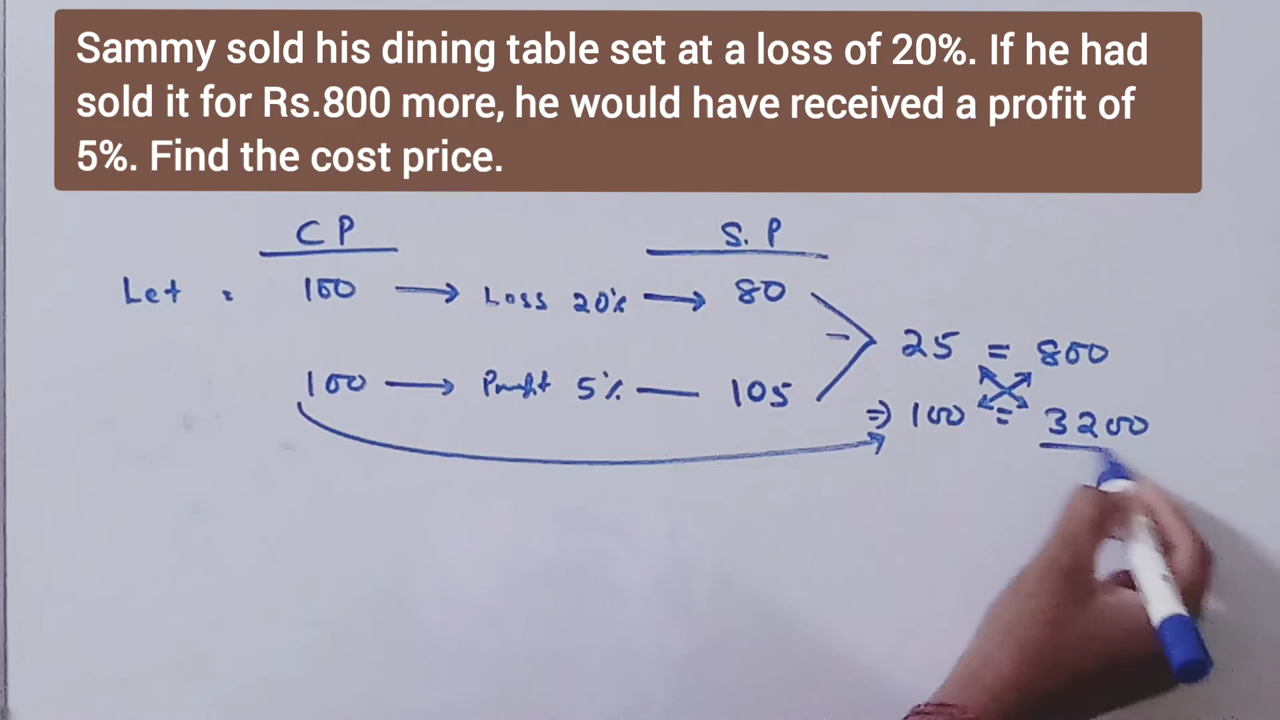 Sammy sold his dining table set at a loss of 20%. If he had
sold it for Rs.800 more, he would have received a profit of
5%. Find the cost price.
CP S.P
Let : 100 → Loss 20% → 80
25 = 800
100 → Profit 5% — 105
⇒ 100 = 3200